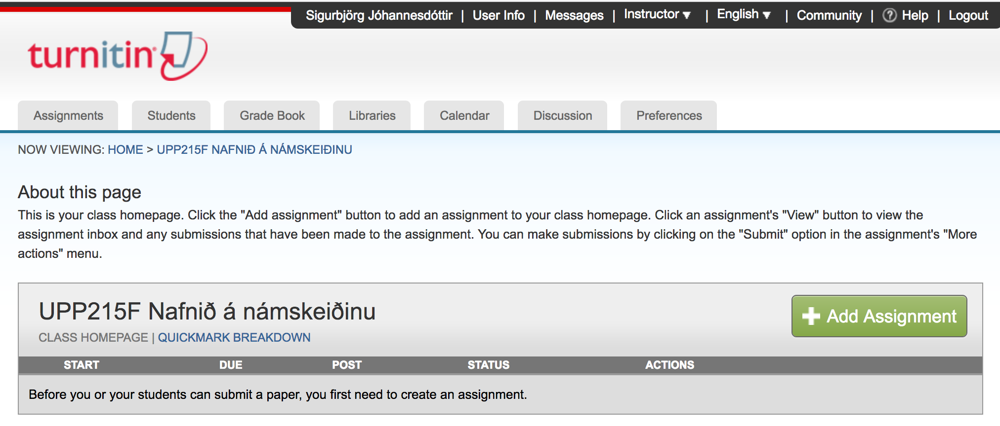 Sigurbjörg Jóhannesdóttir | User Info | Messages | Instructor ▼ | English ▼ | Community | ? Help | Logout
turnitin®
Assignments Students Grade Book Libraries Calendar Discussion Preferences
NOW VIEWING: HOME > UPP215F NAFNIÐ Á NÁMSKEIÐINU
About this page
This is your class homepage. Click the "Add assignment" button to add an assignment to your class homepage. Click an assignment's "View" button to view the
assignment inbox and any submissions that have been made to the assignment. You can make submissions by clicking on the "Submit" option in the assignment's "More
actions" menu.
UPP215F Nafnið á námskeiðinu
Add Assignment
CLASS HOMEPAGE | QUICKMARK BREAKDOWN
START DUE POST STATUS ACTIONS
Before you or your students can submit a paper, you first need to create an assignment.